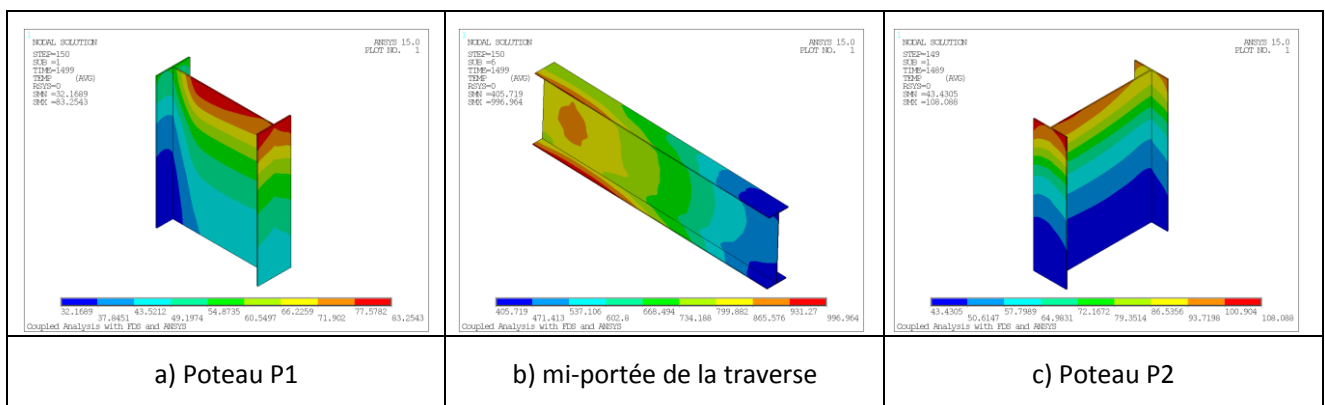 1
NODAL SOLUTION
STEP=150
SUB =1
TIME=1499
TEMP (AVG)
RSYS=0
SMN =32.1689
SMX =83.2543
ANSYS 15.0
PLOT NO. 1
32.1689 43.5212 54.8735 66.2259 77.5782
37.8451 49.1974 60.5497 71.902 83.2543
Coupled Analysis with FDS and ANSYS
1
NODAL SOLUTION
STEP=150
SUB =6
TIME=1499
TEMP (AVG)
RSYS=0
SMN =405.719
SMX =996.964
ANSYS 15.0
PLOT NO. 1
405.719 537.106 668.494 799.882 931.27
471.413 602.8 734.188 865.576 996.964
Coupled Analysis with FDS and ANSYS
1
NODAL SOLUTION
STEP=149
SUB =1
TIME=1489
TEMP (AVG)
RSYS=0
SMN =43.4305
SMX =108.088
ANSYS 15.0
PLOT NO. 1
43.4305 57.7989 72.1672 86.5356 100.904
50.6147 64.9831 79.3514 93.7198 108.088
Coupled Analysis with FDS and ANSYS
a) Poteau P1
b) mi-portée de la traverse
c) Poteau P2